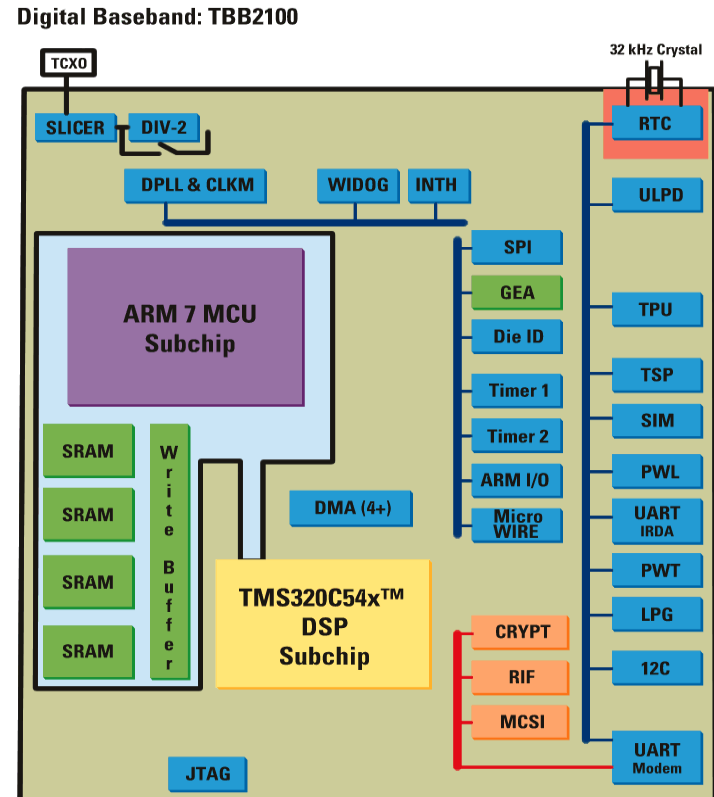 Digital Baseband: TBB2100
TCXO
32 kHz Crystal
SLICER
DIV-2
RTC
DPLL & CLKM
WIDOG
INTH
ULPD
SPI
GEA
Die ID
Timer 1
Timer 2
ARM I/O
Micro
WIRE
TPU
TSP
SIM
PWL
UART
IRDA
PWT
LPG
12C
UART
Modem
ARM 7 MCU
Subchip
SRAM
SRAM
SRAM
SRAM
Write Buffer
DMA (4+)
TMS320C54x™
DSP
Subchip
CRYPT
RIF
MCSI
JTAG